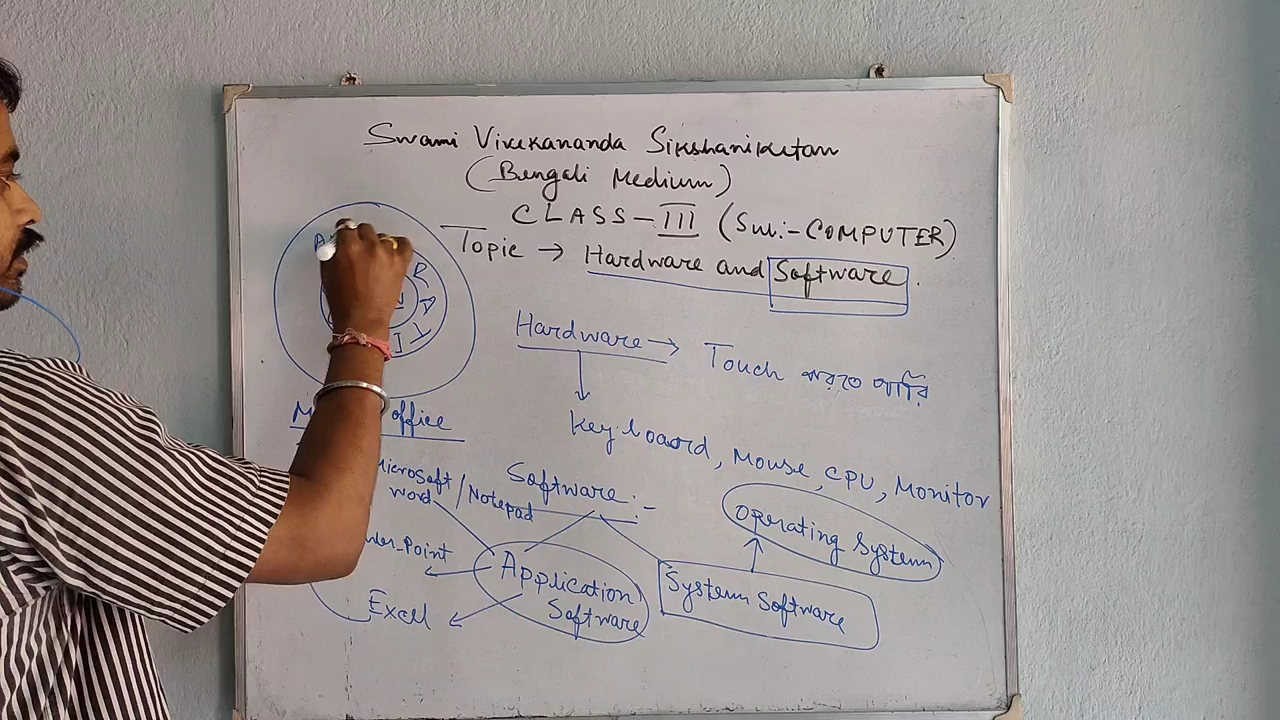 Swami Vivekananda Sikshaniketan
(Bengali Medium)
CLASS-III (Sub:-COMPUTER)
Topic → Hardware and Software.
Hardware → Touch করতে পারি
Key board, Mouse, CPU, Monitor
office
Microsoft word / Notepad
Software:-
Operating System
Point
Application Software
System Software
Excel